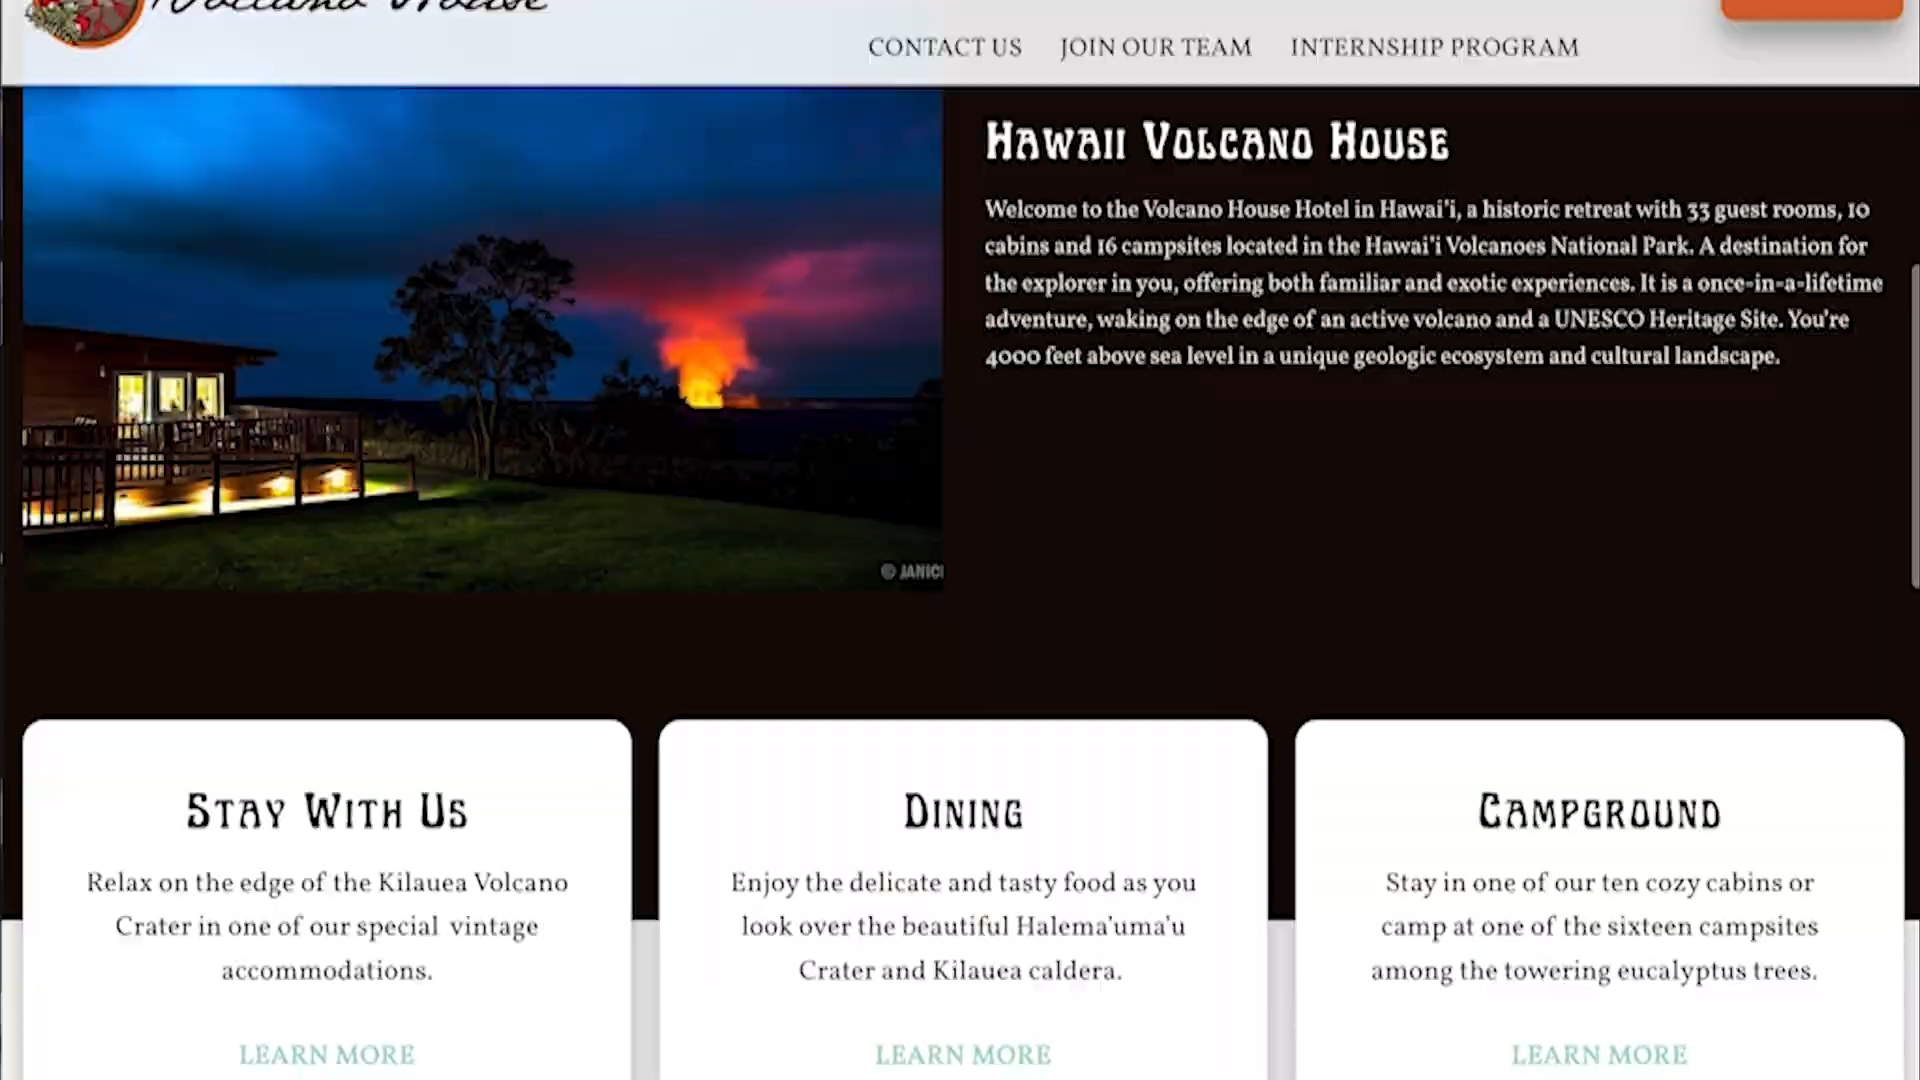 Volcano House
CONTACT US JOIN OUR TEAM INTERNSHIP PROGRAM
HAWAII VOLCANO HOUSE
Welcome to the Volcano House Hotel in Hawai'i, a historic retreat with 33 guest rooms, 10
cabins and 16 campsites located in the Hawai'i Volcanoes National Park. A destination for
the explorer in you, offering both familiar and exotic experiences. It is a once-in-a-lifetime
adventure, waking on the edge of an active volcano and a UNESCO Heritage Site. You're
4000 feet above sea level in a unique geologic ecosystem and cultural landscape.
© JANICE
STAY WITH US
Relax on the edge of the Kilauea Volcano
Crater in one of our special vintage
accommodations.
LEARN MORE
DINING
Enjoy the delicate and tasty food as you
look over the beautiful Halema'uma'u
Crater and Kilauea caldera.
LEARN MORE
CAMPGROUND
Stay in one of our ten cozy cabins or
camp at one of the sixteen campsites
among the towering eucalyptus trees.
LEARN MORE